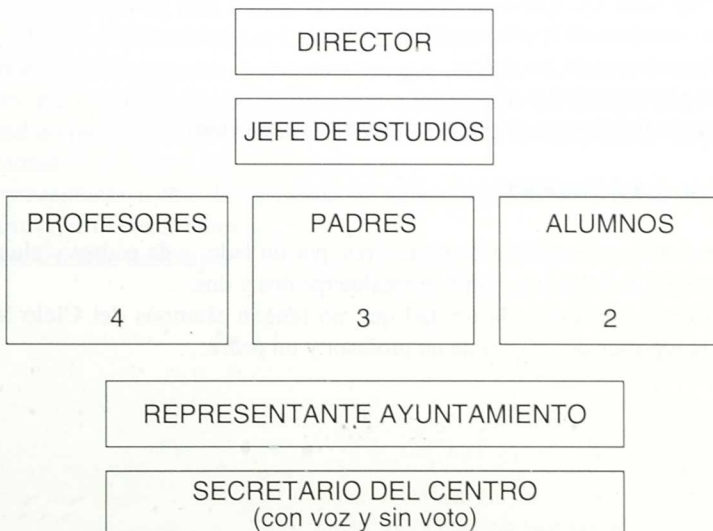 DIRECTOR
JEFE DE ESTUDIOS
PROFESORES
4
PADRES
3
ALUMNOS
2
REPRESENTANTE AYUNTAMIENTO
SECRETARIO DEL CENTRO
(con voz y sin voto)